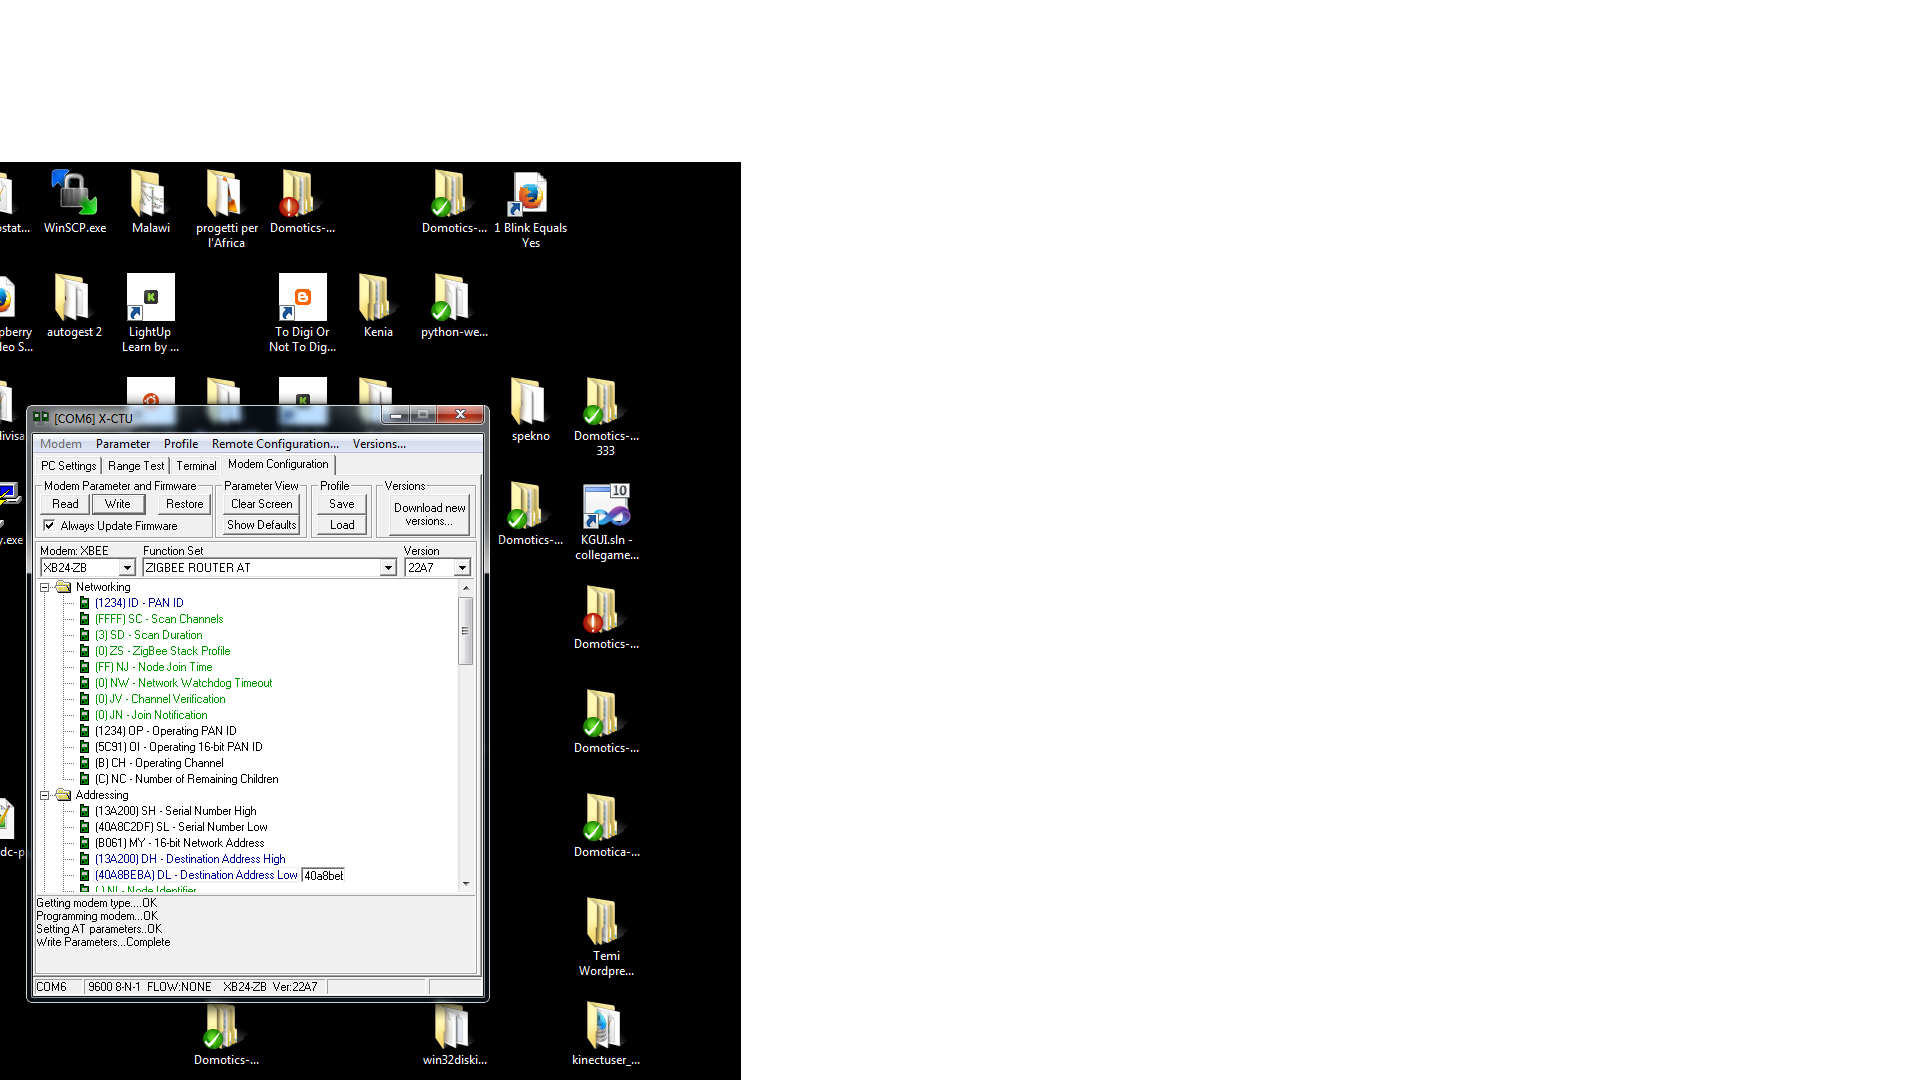 ostat...
WinSCP.exe
Malawi
progetti per
l'Africa
Domotics-...
Domotics-...
1 Blink Equals
Yes
pberry
leo S...
autogest 2
LightUp
Learn by ...
To Digi Or
Not To Dig...
Kenia
python-we...
divisa
spekno
Domotics-...
333
[COM6] X-CTU
Modem Parameter Profile Remote Configuration... Versions...
PC Settings Range Test Terminal Modem Configuration
Modem Parameter and Firmware Parameter View Profile Versions
Read Write Restore Clear Screen Save Download new
versions...
Always Update Firmware Show Defaults Load
Modem: XBEE Function Set Version
XB24-ZB ZIGBEE ROUTER AT 22A7
Networking
(1234) ID - PAN ID
(FFFF) SC - Scan Channels
(3) SD - Scan Duration
(0) ZS - ZigBee Stack Profile
(FF) NJ - Node Join Time
(0) NW - Network Watchdog Timeout
(0) JV - Channel Verification
(0) JN - Join Notification
(1234) OP - Operating PAN ID
(5C91) OI - Operating 16-bit PAN ID
(B) CH - Operating Channel
(C) NC - Number of Remaining Children
Addressing
(13A200) SH - Serial Number High
(40A8C2DF) SL - Serial Number Low
(B061) MY - 16-bit Network Address
(13A200) DH - Destination Address High
(40A8BEBA) DL - Destination Address Low 40a8beb
( ) NI - Node Identifier
Getting modem type....OK
Programming modem...OK
Setting AT parameters..OK
Write Parameters...Complete
COM6 9600 8-N-1 FLOW:NONE XB24-ZB Ver:22A7
y.exe
Domotics-...
10
KGUI.sln -
collegame...
Domotics-...
Domotics-...
dc-p
Domotica-...
Temi
Wordpre...
Domotics-...
win32diski...
kinectuser_...